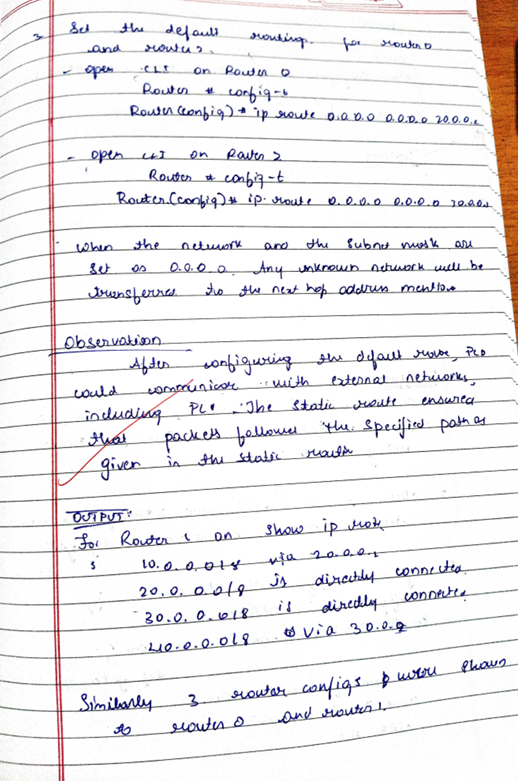 3. Set the default routing for router 0
and router 2.
- open CLI on Router 0
Router # config-t
Router(config)# ip route 0.0.0.0 0.0.0.0 20.0.0.
- open CLI on Router 2
Router # config-t
Router(config)# ip route 0.0.0.0 0.0.0.0 30.0.0.
- when the network and the subnet mask are
set as 0.0.0.0. Any unknown network will be
transferred to the next hop address mention
Observation
After configuring the default route, PC0
could communicate with external networks,
including PC1. The static route ensured
that packets followed the specified path as
given in the static route
OUTPUT:
For Router 1 on show ip route
S 10.0.0.0/8 via 20.0.0.
20.0.0.0/8 is directly connected
30.0.0.0/8 is directly connected
40.0.0.0/8 via 30.0.0.
Similarly 3 router configs were shown
to router 0 and router 1.